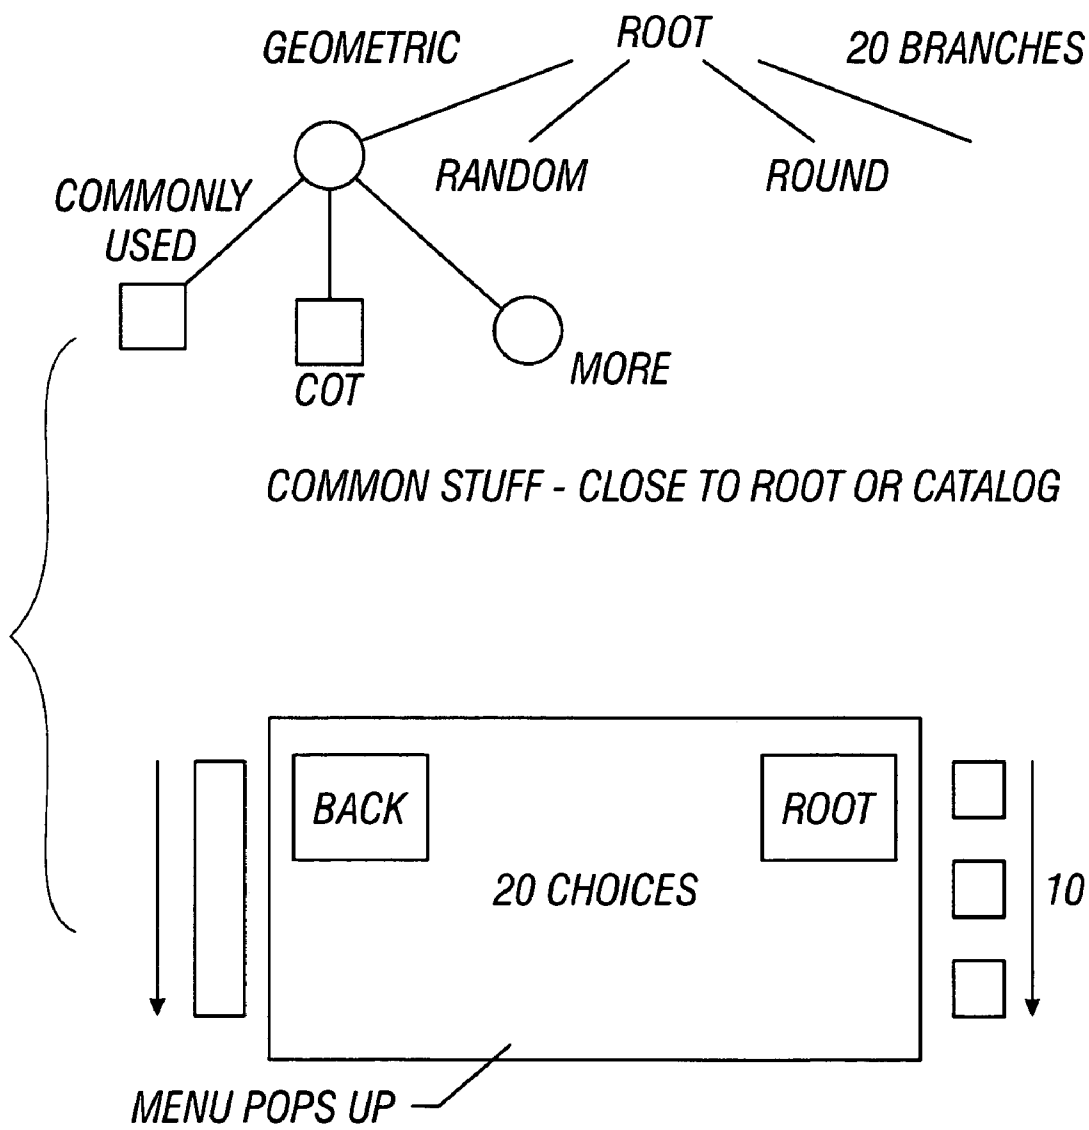 GEOMETRIC
ROOT
20 BRANCHES
RANDOM
ROUND
COMMONLY
USED
COT
MORE
COMMON STUFF - CLOSE TO ROOT OR CATALOG
BACK
ROOT
20 CHOICES
10
MENU POPS UP